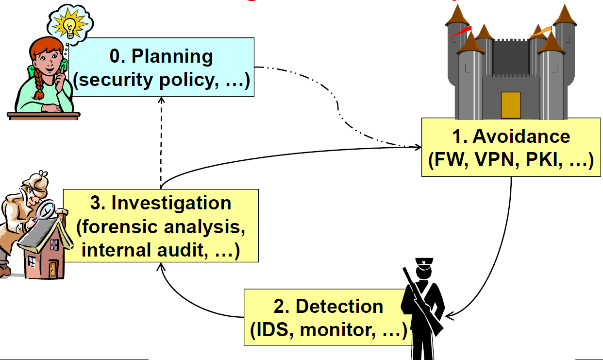 0. Planning
(security policy, …)
1. Avoidance
(FW, VPN, PKI, …)
3. Investigation
(forensic analysis,
internal audit, …)
2. Detection
(IDS, monitor, …)